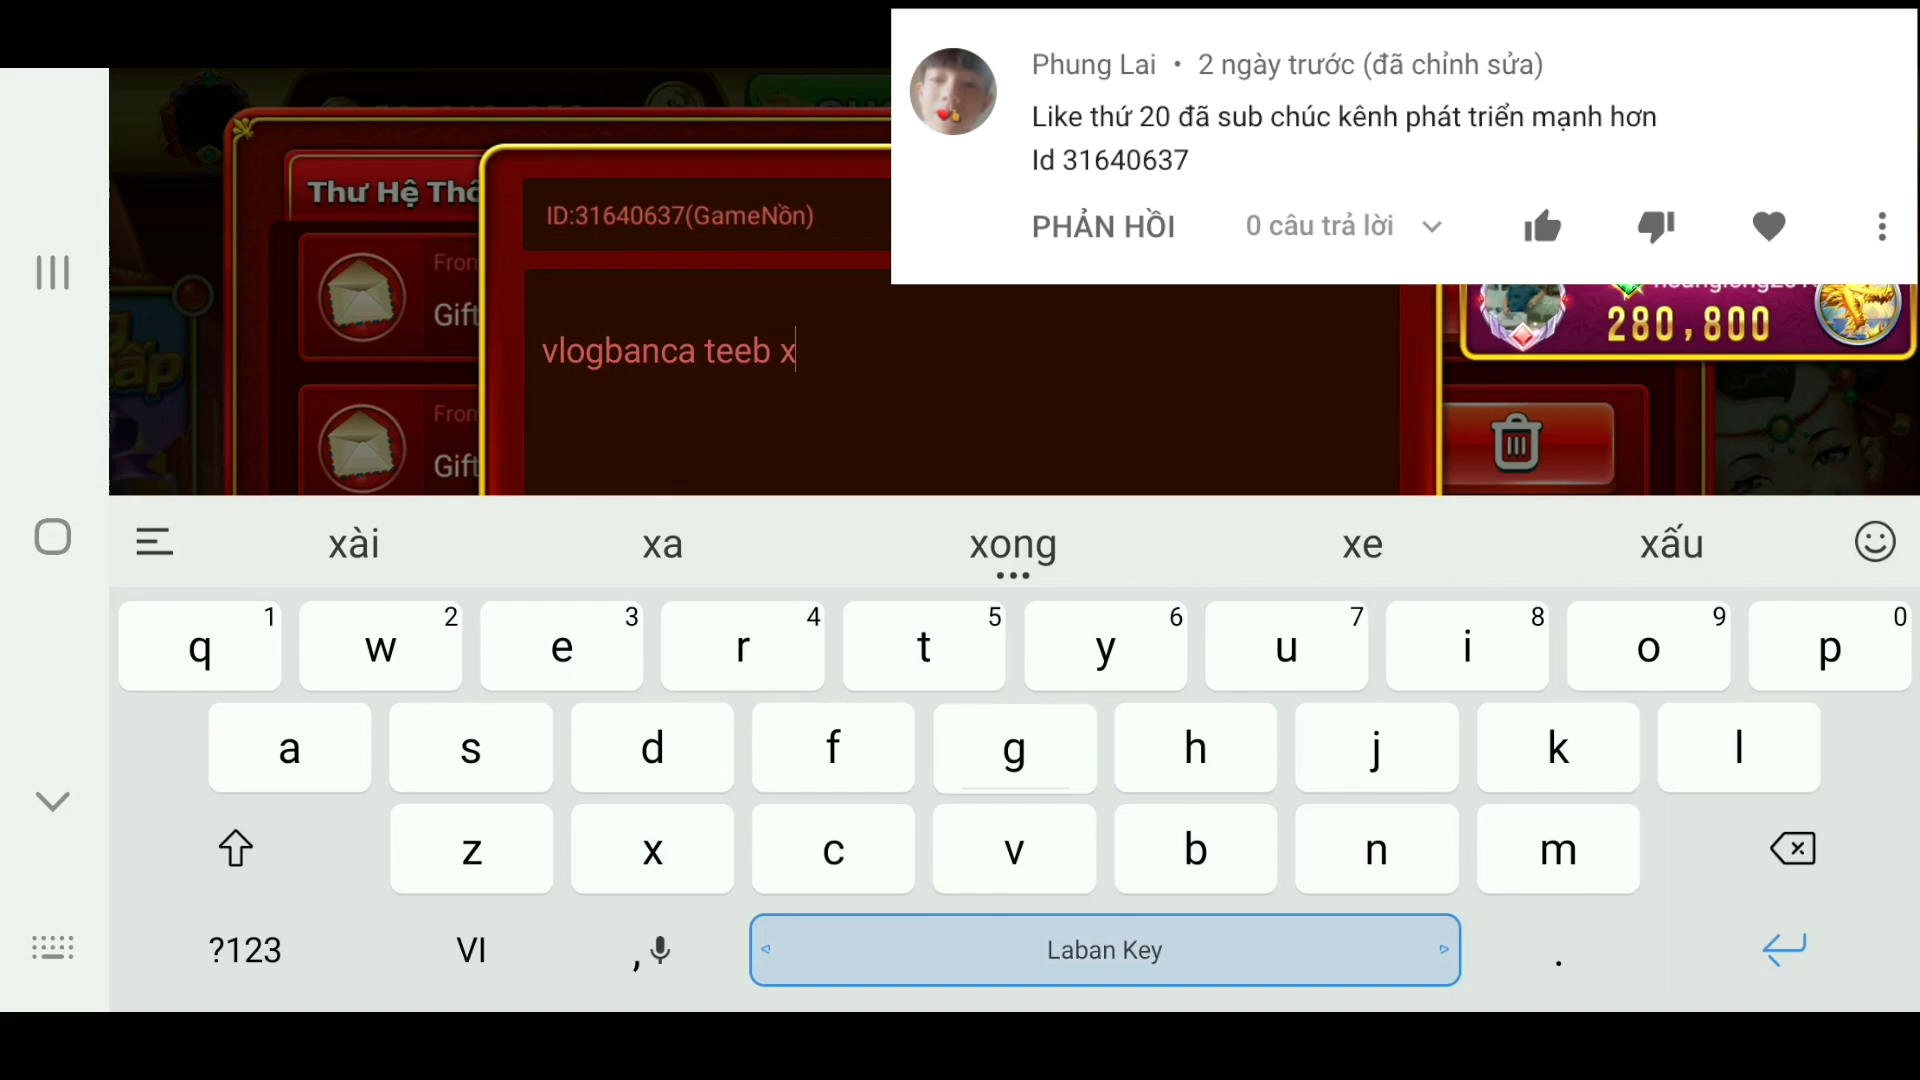 Phung Lai • 2 ngày trước (đã chỉnh sửa)
Like thứ 20 đã sub chúc kênh phát triển mạnh hơn
Id 31640637
PHẢN HỒI 0 câu trả lời
Thư Hệ Thố
ID:31640637(GameNồn)
From
Gift
vlogbanca teeb x
280,800
From
Gift
xài xa xong xe xấu
q 1 w 2 e 3 r 4 t 5 y 6 u 7 i 8 o 9 p 0
a s d f g h j k l
z x c v b n m
?123 VI , Laban Key .